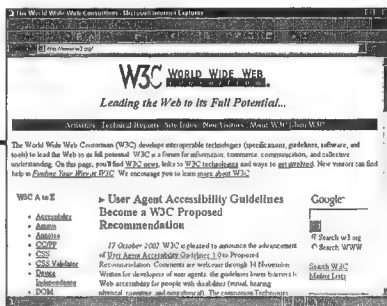 The World Wide Web Consortium - Microsoft Internet Explorer
http://www.w3.org/
W3C WORLD WIDE WEB
consortium
Leading the Web to its Full Potential...
Activities Technical Reports Site Index New Visitors About W3C Join W3C
The World Wide Web Consortium (W3C) develops interoperable technologies (specifications, guidelines, software, and
tools) to lead the Web to its full potential. W3C is a forum for information, commerce, communication, and collective
understanding. On this page, you'll find W3C news, links to W3C technologies and ways to get involved. New visitors can find
help in Finding Your Way at W3C. We encourage you to learn more about W3C.
W3C A to Z
Accessibility
Amaya
Annotea
CC/PP
CSS
CSS Validator
Device
Independence
DOM
User Agent Accessibility Guidelines
Become a W3C Proposed
Recommendation
17 October 2002 W3C is pleased to announce the advancement
of User Agent Accessibility Guidelines 1.0 to Proposed
Recommendation. Comments are welcome through 14 November.
Written for developers of user agents, the guidelines lower barriers to
Web accessibility for people with disabilities (visual, hearing,
physical, cognitive, and neurological). The companion Techniques
Google
Search w3.org
Search WWW
Search W3C
Mailing Lists